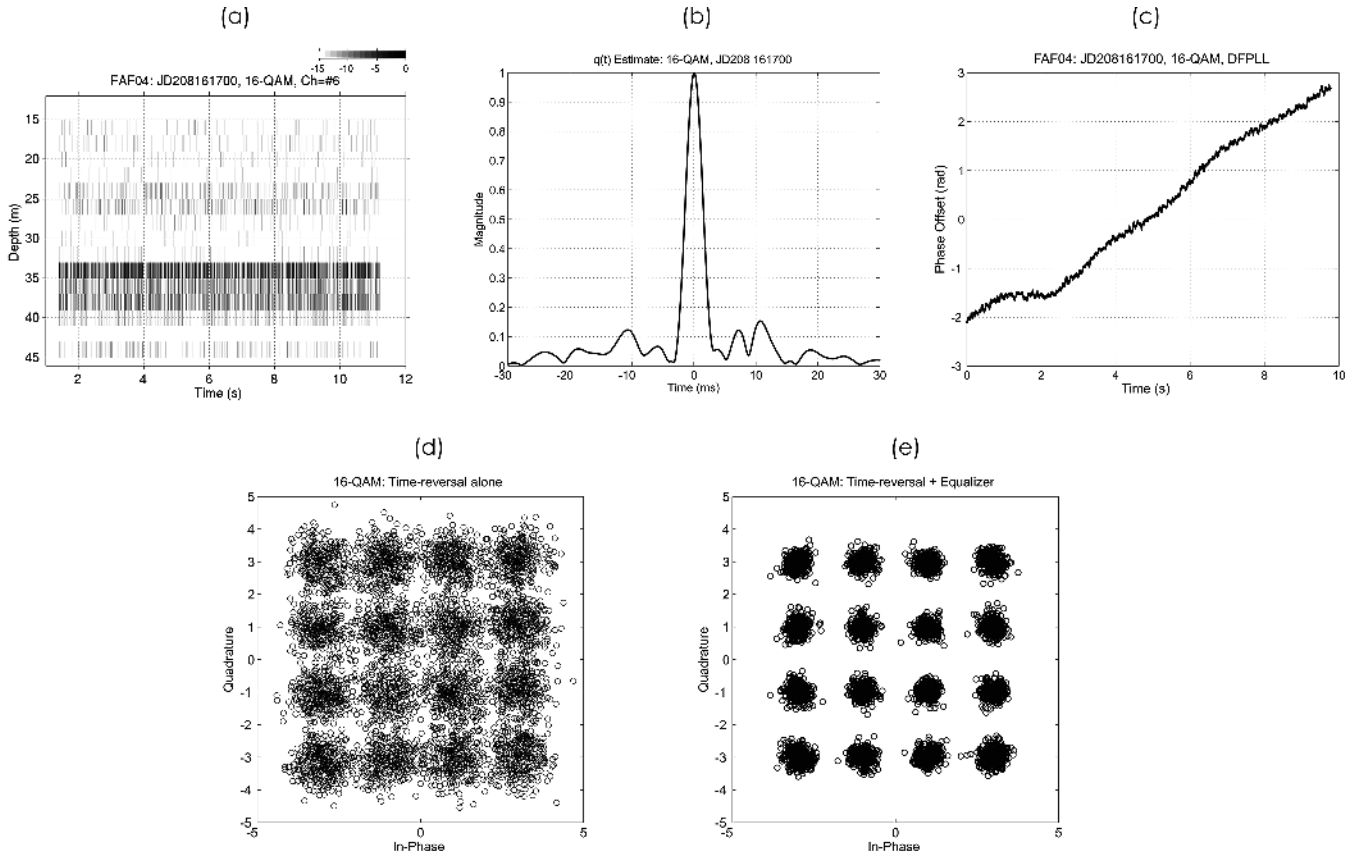 (a)
-15 -10 -5 0
FAF04: JD208161700, 16-QAM, Ch=#6
15
20
25
30
35
40
45
Depth (m)
2 4 6 8 10 12
Time (s)
(b)
q(t) Estimate: 16-QAM, JD208 161700
1
0.9
0.8
0.7
0.6
0.5
0.4
0.3
0.2
0.1
0
Magnitude
-30 -20 -10 0 10 20 30
Time (ms)
(c)
FAF04: JD208161700, 16-QAM, DFPLL
3
2
1
0
-1
-2
-3
Phase Offset (rad)
0 2 4 6 8 10
Time (s)
(d)
16-QAM: Time-reversal alone
5
4
3
2
1
0
-1
-2
-3
-4
-5
Quadrature
-5 0 5
In-Phase
(e)
16-QAM: Time-reversal + Equalizer
5
4
3
2
1
0
-1
-2
-3
-4
-5
Quadrature
-5 0 5
In-Phase